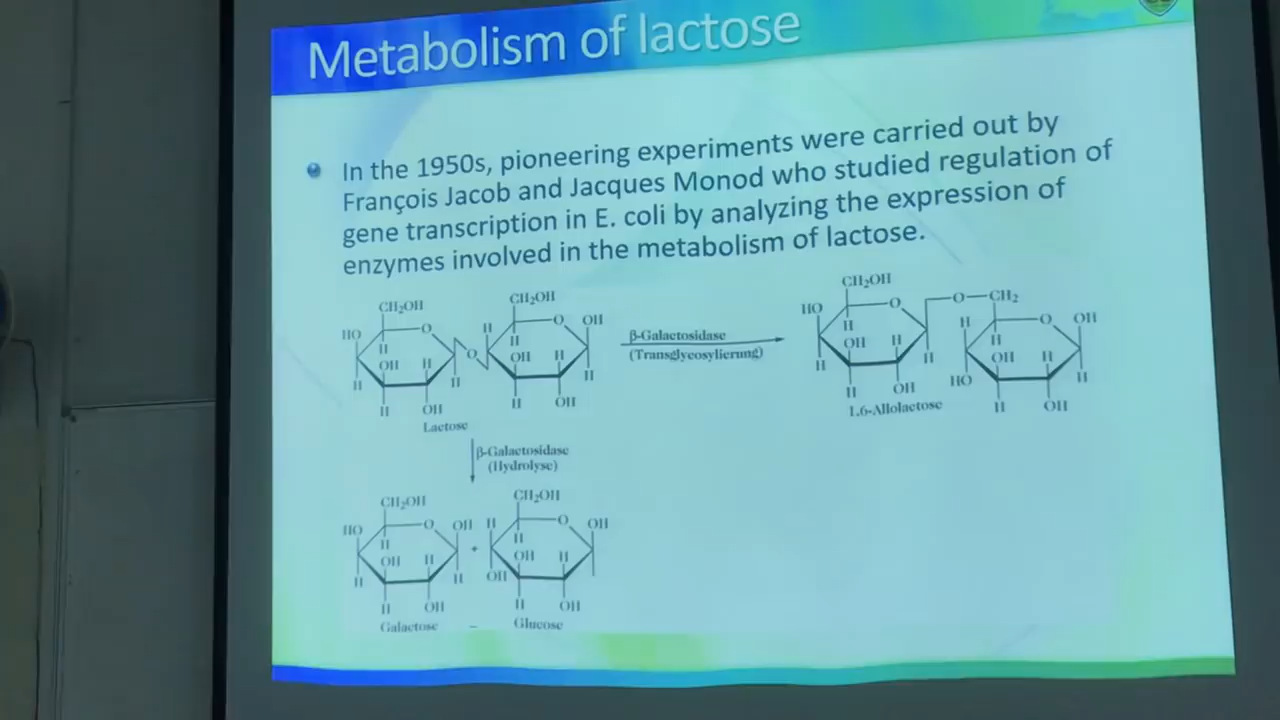 Metabolism of lactose
In the 1950s, pioneering experiments were carried out by
François Jacob and Jacques Monod who studied regulation of
gene transcription in E. coli by analyzing the expression of
enzymes involved in the metabolism of lactose.
CH₂OH CH₂OH
HO O H O OH
H H
OH H O OH H
H H H
H OH H OH
Lactose
β-Galactosidase
(Transglycosylierung)
CH₂OH O CH₂
HO O H O OH
H H
OH H OH H
H H HO H
H OH H OH
1.6-Allolactose
β-Galactosidase
(Hydrolyse)
CH₂OH CH₂OH
HO O OH H O OH
H H
OH H + OH H
H H OH
H OH H OH
Galactose – Glucose